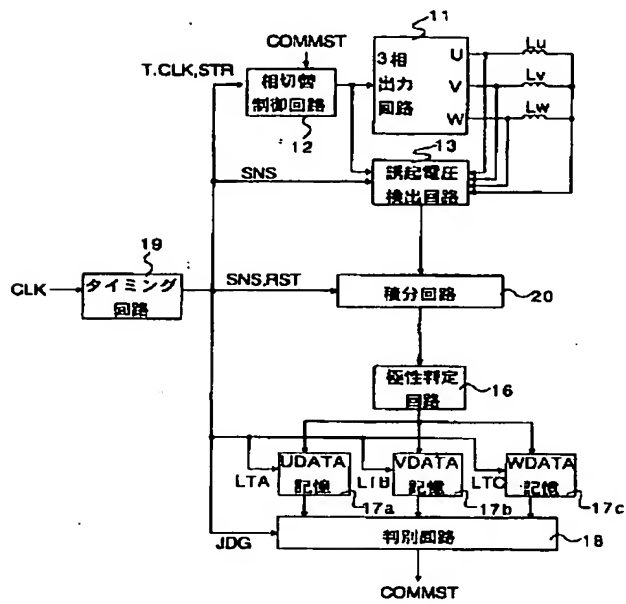 11
COMMST
3相
出力
回路
U
V
W
Lu
Lv
Lw
T.CLK,STR
相切替
制御回路
12
13
誘起電圧
検出回路
SNS
19
CLK
タイミング
回路
SNS,RST
積分回路
20
極性判定
回路
16
LTA
UDATA
記憶
17a
LTB
VDATA
記憶
17b
LTC
WDATA
記憶
17c
JDG
判別回路
18
COMMST